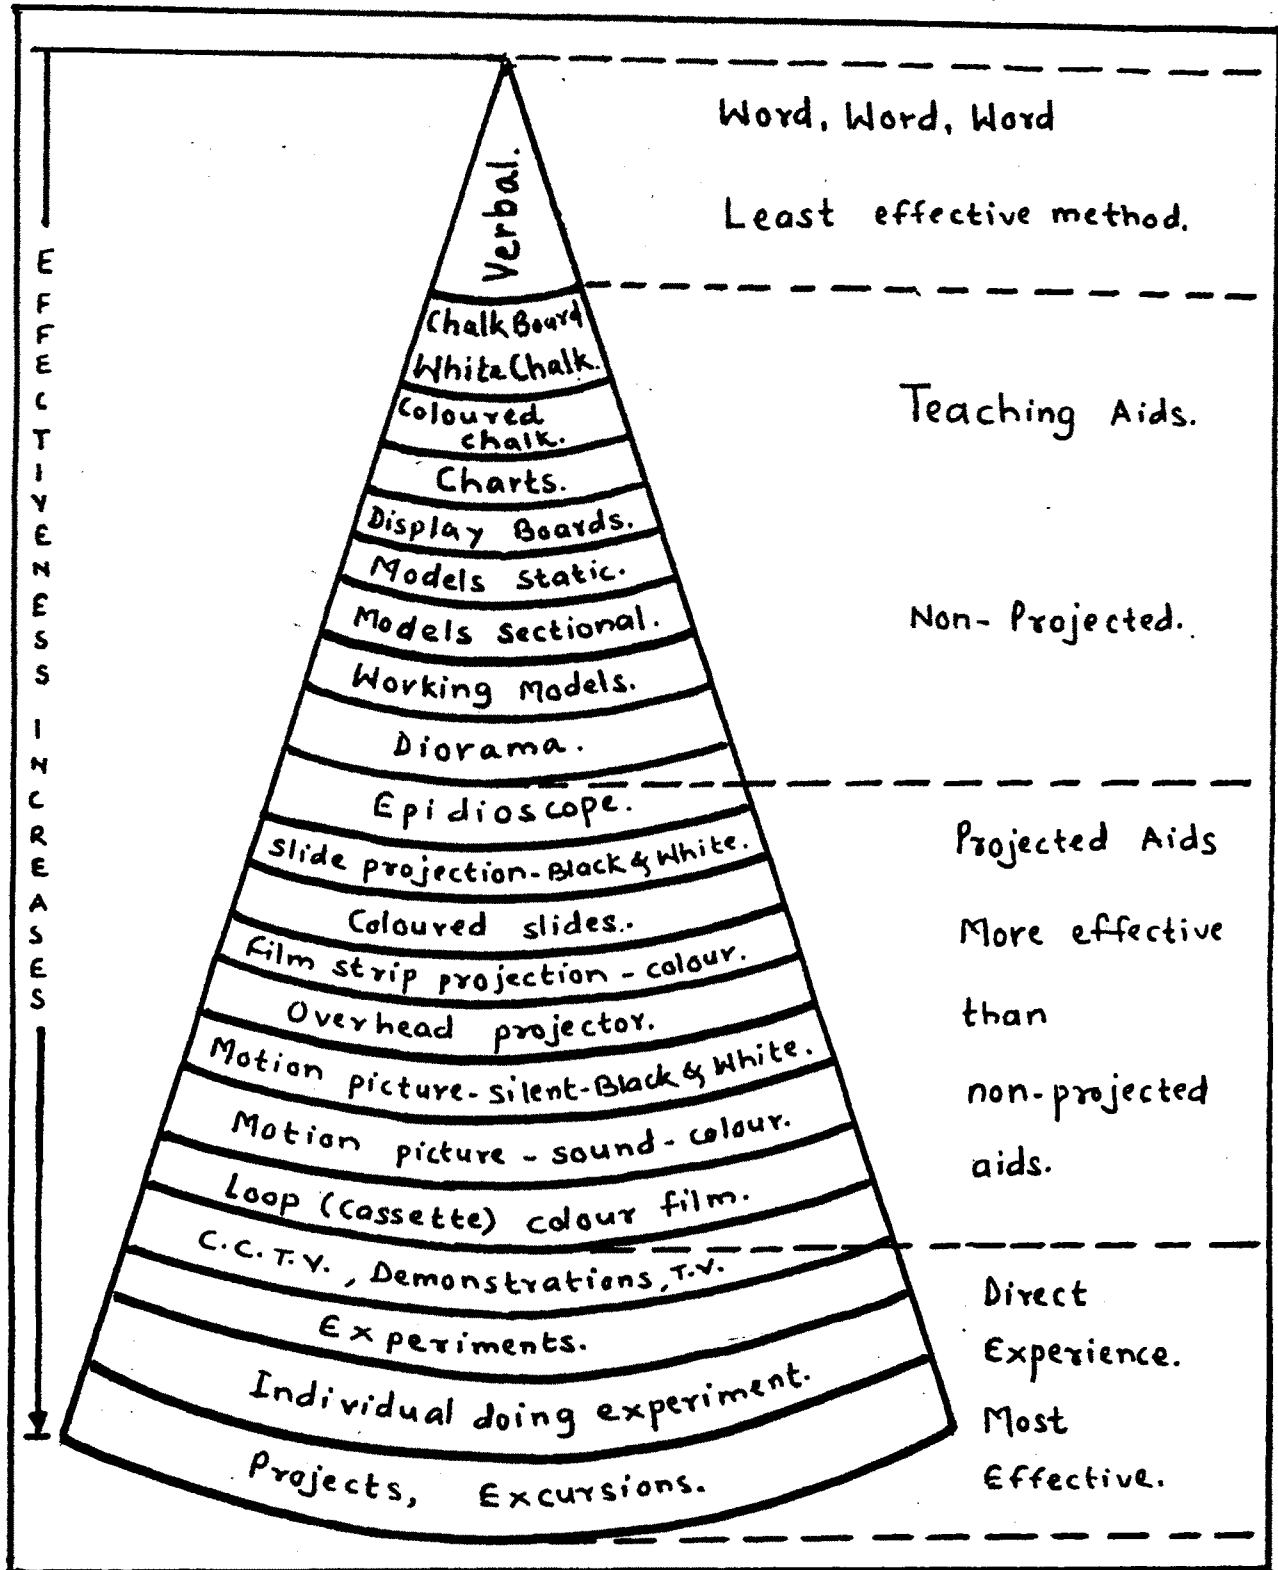 EFFECTIVENESS INCREASES
Verbal.
Chalk Board
White Chalk.
Coloured
chalk.
Charts.
Display Boards.
Models static.
Models sectional.
Working Models.
Diorama.
Epidioscope.
Slide projection-Black & White.
Coloured slides.
Film strip projection - colour.
Overhead projector.
Motion picture-silent-Black & White.
Motion picture - sound - colour.
Loop (cassette) colour film.
C.C.T.V., Demonstrations, T.V.
Experiments.
Individual doing experiment.
Projects, Excursions.
Word, Word, Word
Least effective method.
Teaching Aids.
Non-Projected.
Projected Aids
More effective
than
non-projected
aids.
Direct
Experience.
Most
Effective.